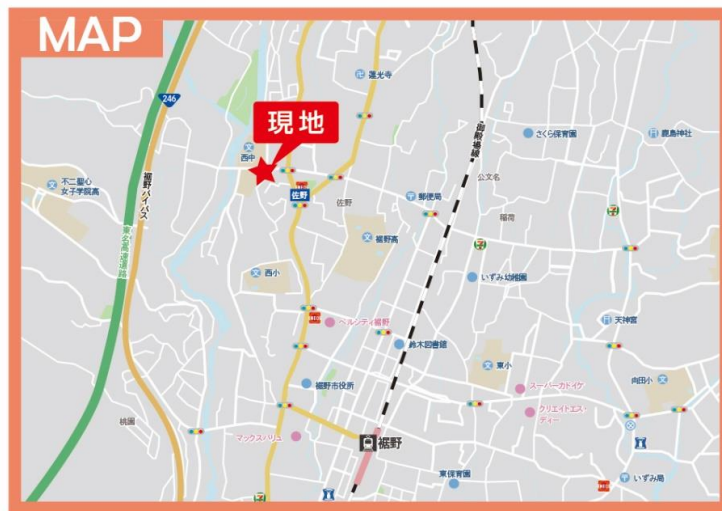 MAP
246
蓮光寺
現地
御殿場線
さくら保育園
鹿島神社
西中
不二聖心
女子学院高
裾野バイパス
東名高速道路
佐野
佐野
郵便局
公文名
稲荷
裾野高
西小
いずみ幼稚園
ベルシティ裾野
天神宮
鈴木図書館
裾野市役所
東小
スーパーカドイケ
向田小
クリエイトエス・
ディー
桃園
マックスバリュ
裾野
東保育園
いずみ局